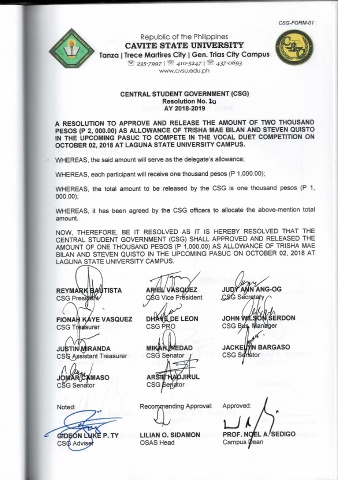 CSG-FORM-01
Republic of the Philippines
CAVITE STATE UNIVERSITY
Tanza | Trece Martires City | Gen. Trias City Campus
☎ 235-7997 | ☎ 410-5247 | ☎ 437-0693
www.cvsu.edu.ph
CENTRAL STUDENT GOVERNMENT (CSG)
Resolution No.
AY 2018-2019
A RESOLUTION TO APPROVE AND RELEASE THE AMOUNT OF TWO THOUSAND
PESOS (P 2, 000.00) AS ALLOWANCE OF TRISHA MAE BILAN AND STEVEN QUISTO
IN THE UPCOMING PASUC TO COMPETE IN THE VOCAL DUET COMPETITION ON
OCTOBER 02, 2018 AT LAGUNA STATE UNIVERSITY CAMPUS.
WHEREAS, the said amount will serve as the delegate's allowance;
WHEREAS, each participant will receive one thousand pesos (P 1,000.00);
WHEREAS, the total amount to be released by the CSG is one thousand pesos (P 1,
000.00);
WHEREAS, it has been agreed by the CSG officers to allocate the above-mention total
amount.
NOW, THEREFORE, BE IT RESOLVED AS IT IS HEREBY RESOLVED THAT THE
CENTRAL STUDENT GOVERNMENT (CSG) SHALL APPROVED AND RELEASED THE
AMOUNT OF ONE THOUSAND PESOS (P 1,000.00) AS ALLOWANCE OF TRISHA MAE
BILAN AND STEVEN QUISTO IN THE UPCOMING PASUC ON OCTOBER 02, 2018 AT
LAGUNA STATE UNIVERSITY CAMPUS.
REYMARK BAUTISTA ARIEL VASQUEZ JUDY ANN ANG-OG
CSG President CSG Vice President CSG Secretary
FIONAH KAYE VASQUEZ DHAVE DE LEON JOHN WILSON SERDON
CSG Treasurer CSG PRO CSG Bus. Manager
JUSTIN MIRANDA MIKAH MEDAD JACKELYN BARGASO
CSG Assistant Treasurer CSG Senator CSG Senator
JOMAR CAMASO ARSIE HADJIRUL
CSG Senator CSG Senator
Noted: Recommending Approval: Approved:
GIDSON LUKE P. TY LILIAN O. SIDAMON PROF. NOEL A. SEDIGO
CSG Adviser OSAS Head Campus Dean